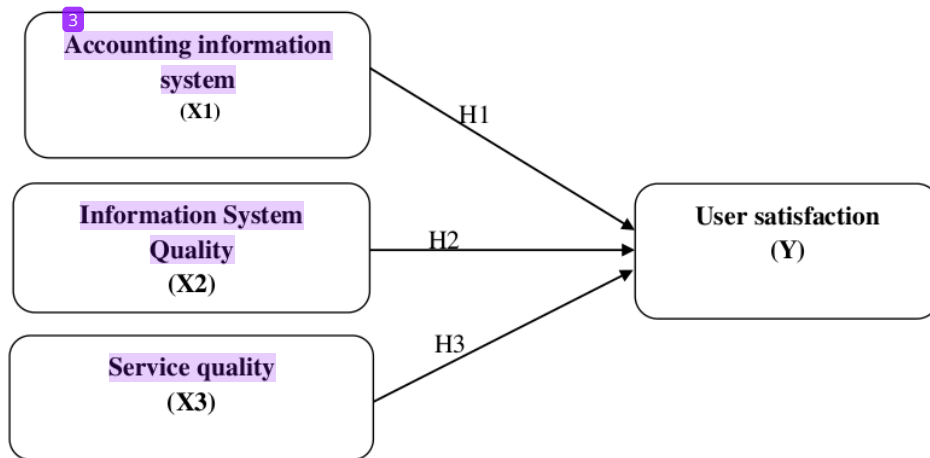 3
Accounting information
system
(X1)
H1
Information System
Quality
(X2)
H2
User satisfaction
(Y)
H3
Service quality
(X3)